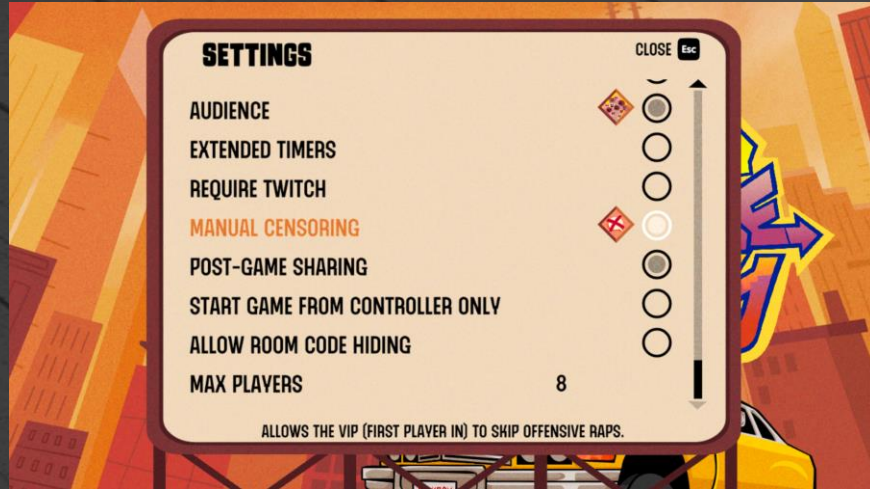 SETTINGS
CLOSE Esc
AUDIENCE
EXTENDED TIMERS
REQUIRE TWITCH
MANUAL CENSORING
POST-GAME SHARING
START GAME FROM CONTROLLER ONLY
ALLOW ROOM CODE HIDING
MAX PLAYERS 8
ALLOWS THE VIP (FIRST PLAYER IN) TO SKIP OFFENSIVE RAPS.